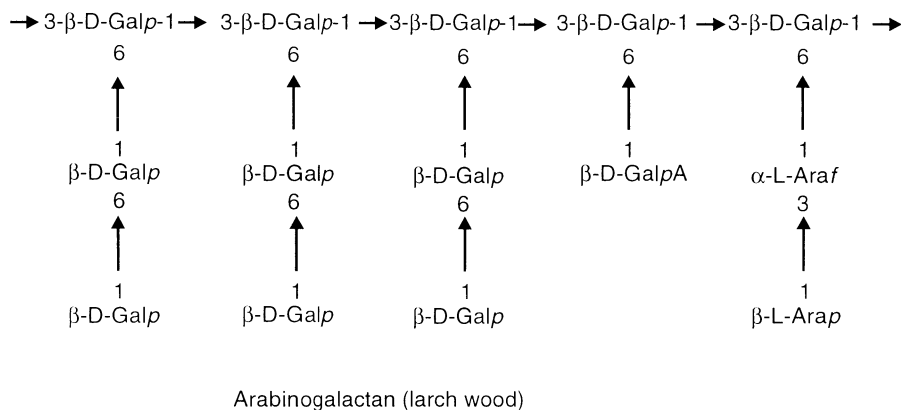 → 3-β-D-Galp-1 → 3-β-D-Galp-1 → 3-β-D-Galp-1 → 3-β-D-Galp-1 → 3-β-D-Galp-1 →
6 6 6 6 6
1 1 1 1 1
β-D-Galp β-D-Galp β-D-Galp β-D-GalpA α-L-Araf
6 6 6 3
1 1 1 1
β-D-Galp β-D-Galp β-D-Galp β-L-Arap
Arabinogalactan (larch wood)